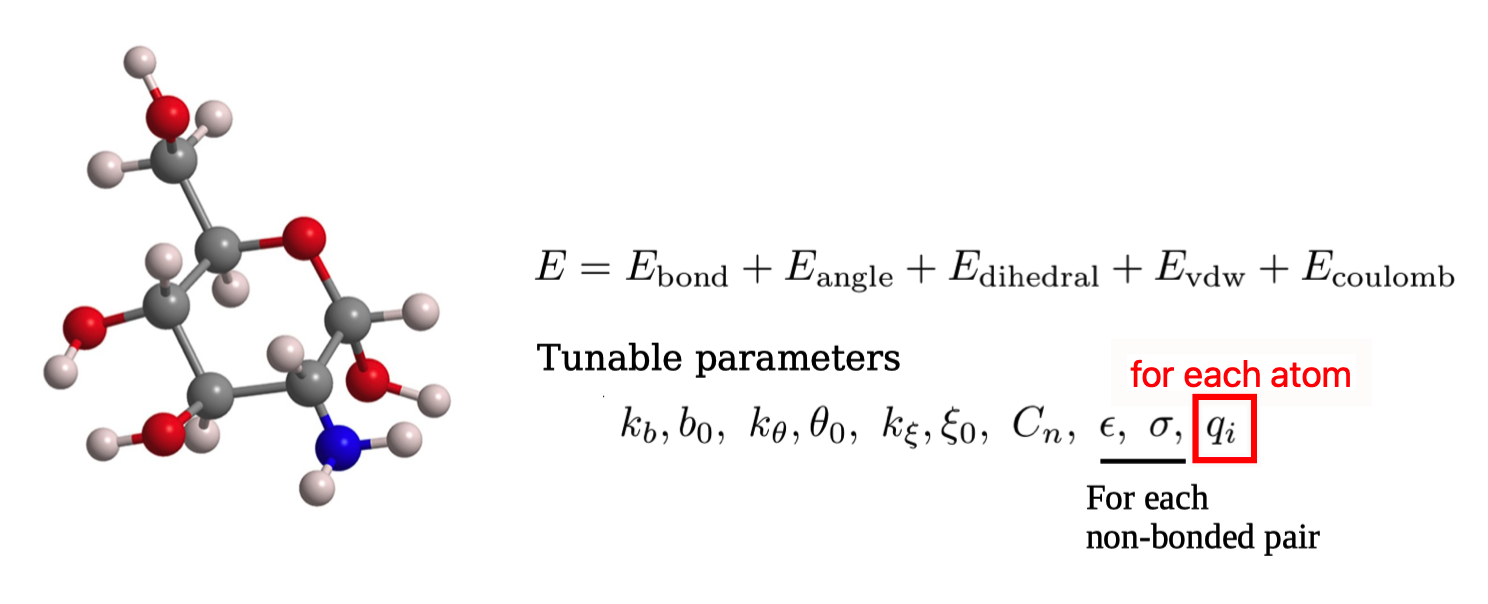 E = E_bond + E_angle + E_dihedral + E_vdw + E_coulomb
Tunable parameters
for each atom
k_b, b_0, k_θ, θ_0, k_ξ, ξ_0, C_n, ϵ, σ, q_i
For each
non-bonded pair